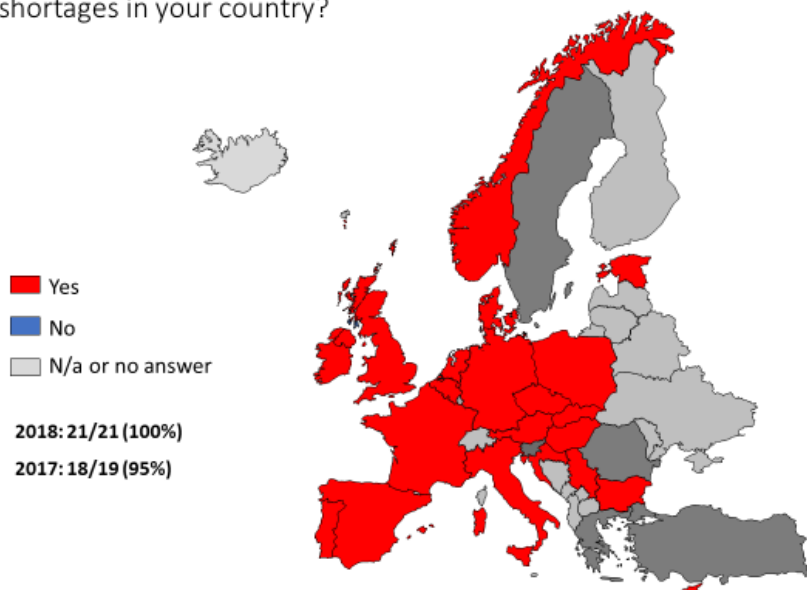 shortages in your country?
Yes
No
N/a or no answer
2018: 21/21 (100%)
2017: 18/19 (95%)